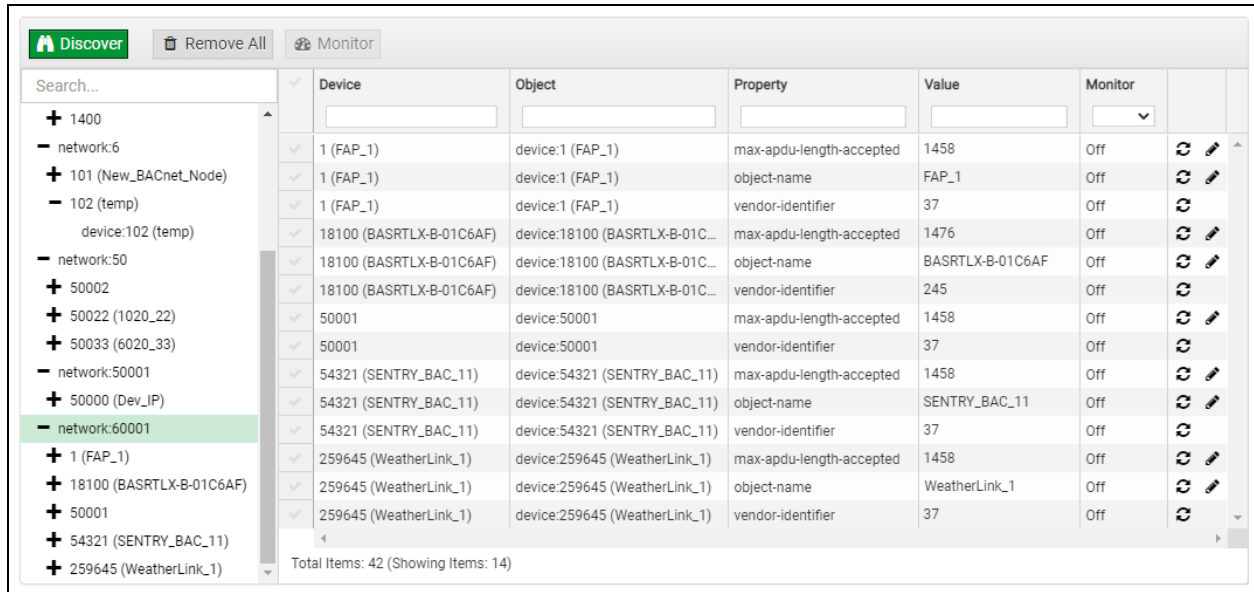 Discover Remove All Monitor
Search...
1400
network:6
101 (New_BACnet_Node)
102 (temp)
device:102 (temp)
network:50
50002
50022 (1020_22)
50033 (6020_33)
network:50001
50000 (Dev_IP)
network:60001
1 (FAP_1)
18100 (BASRTLX-B-01C6AF)
50001
54321 (SENTRY_BAC_11)
259645 (WeatherLink_1)
Device Object Property Value Monitor
1 (FAP_1) device:1 (FAP_1) max-apdu-length-accepted 1458 Off
1 (FAP_1) device:1 (FAP_1) object-name FAP_1 Off
1 (FAP_1) device:1 (FAP_1) vendor-identifier 37 Off
18100 (BASRTLX-B-01C6AF) device:18100 (BASRTLX-B-01C... max-apdu-length-accepted 1476 Off
18100 (BASRTLX-B-01C6AF) device:18100 (BASRTLX-B-01C... object-name BASRTLX-B-01C6AF Off
18100 (BASRTLX-B-01C6AF) device:18100 (BASRTLX-B-01C... vendor-identifier 245 Off
50001 device:50001 max-apdu-length-accepted 1458 Off
50001 device:50001 vendor-identifier 37 Off
54321 (SENTRY_BAC_11) device:54321 (SENTRY_BAC_11) max-apdu-length-accepted 1458 Off
54321 (SENTRY_BAC_11) device:54321 (SENTRY_BAC_11) object-name SENTRY_BAC_11 Off
54321 (SENTRY_BAC_11) device:54321 (SENTRY_BAC_11) vendor-identifier 37 Off
259645 (WeatherLink_1) device:259645 (WeatherLink_1) max-apdu-length-accepted 1458 Off
259645 (WeatherLink_1) device:259645 (WeatherLink_1) object-name WeatherLink_1 Off
259645 (WeatherLink_1) device:259645 (WeatherLink_1) vendor-identifier 37 Off
Total Items: 42 (Showing Items: 14)